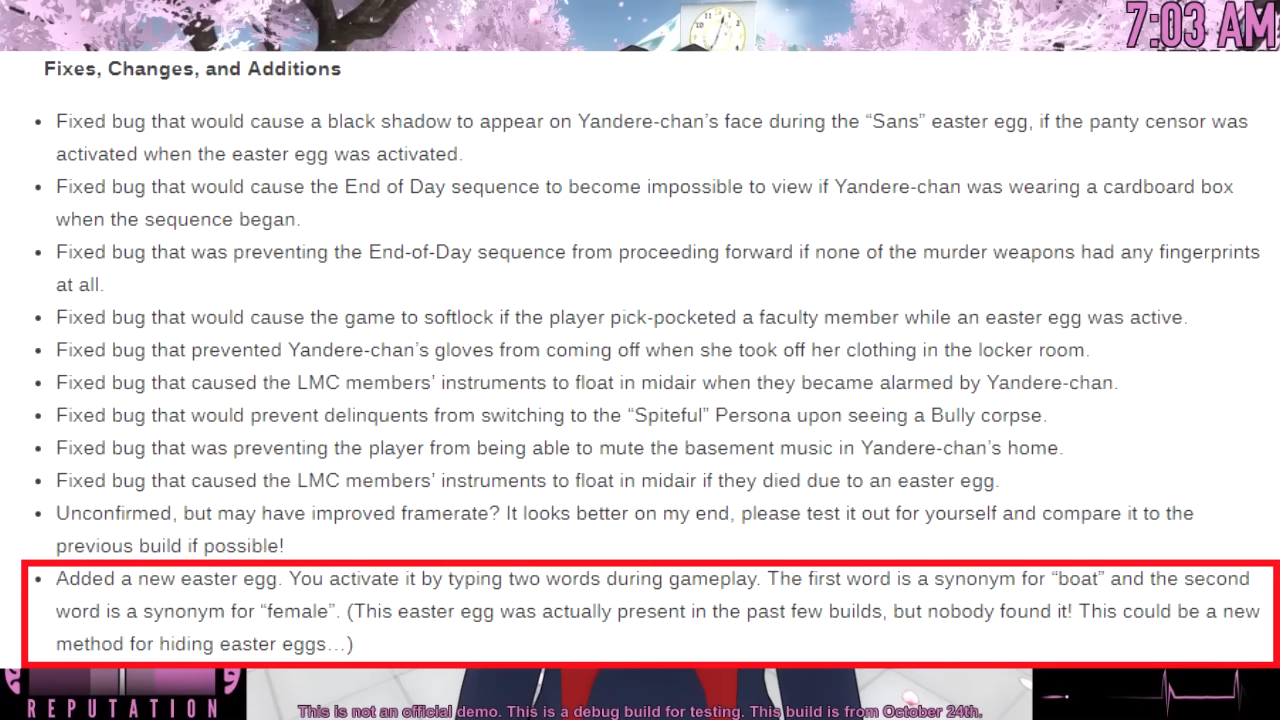 7:03 AM
Fixes, Changes, and Additions
• Fixed bug that would cause a black shadow to appear on Yandere-chan’s face during the “Sans” easter egg, if the panty censor was
activated when the easter egg was activated.
• Fixed bug that would cause the End of Day sequence to become impossible to view if Yandere-chan was wearing a cardboard box
when the sequence began.
• Fixed bug that was preventing the End-of-Day sequence from proceeding forward if none of the murder weapons had any fingerprints
at all.
• Fixed bug that would cause the game to softlock if the player pick-pocketed a faculty member while an easter egg was active.
• Fixed bug that prevented Yandere-chan’s gloves from coming off when she took off her clothing in the locker room.
• Fixed bug that caused the LMC members’ instruments to float in midair when they became alarmed by Yandere-chan.
• Fixed bug that would prevent delinquents from switching to the “Spiteful” Persona upon seeing a Bully corpse.
• Fixed bug that was preventing the player from being able to mute the basement music in Yandere-chan’s home.
• Fixed bug that caused the LMC members’ instruments to float in midair if they died due to an easter egg.
• Unconfirmed, but may have improved framerate? It looks better on my end, please test it out for yourself and compare it to the
previous build if possible!
• Added a new easter egg. You activate it by typing two words during gameplay. The first word is a synonym for “boat” and the second
word is a synonym for “female”. (This easter egg was actually present in the past few builds, but nobody found it! This could be a new
method for hiding easter eggs…)
REPUTATION
This is not an official demo. This is a debug build for testing. This build is from October 24th.